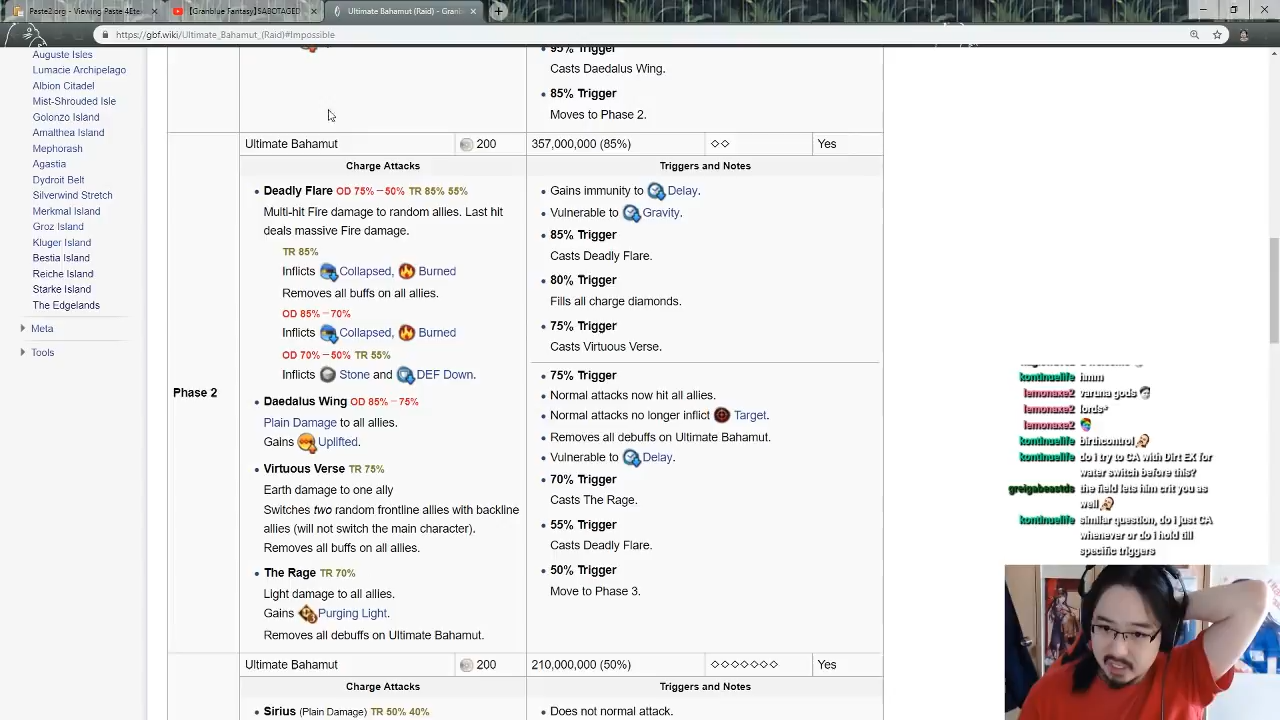 Paste2.org - Viewing Paste 4Ete
【Granblue Fantasy】SABOTAGED
Ultimate Bahamut (Raid) - Granb
https://gbf.wiki/Ultimate_Bahamut_(Raid)#Impossible
Auguste Isles
Lumacie Archipelago
Albion Citadel
Mist-Shrouded Isle
Golonzo Island
Amalthea Island
Mephorash
Agastia
Dydroit Belt
Silverwind Stretch
Merkmal Island
Groz Island
Kluger Island
Bestia Island
Reiche Island
Starke Island
The Edgelands
Meta
Tools
95% Trigger
Casts Daedalus Wing.
85% Trigger
Moves to Phase 2.
Phase 2
Ultimate Bahamut 200 357,000,000 (85%) ◇◇ Yes
Charge Attacks
Deadly Flare OD 75%–50% TR 85% 55%
Multi-hit Fire damage to random allies. Last hit
deals massive Fire damage.
TR 85%
Inflicts Collapsed, Burned
Removes all buffs on all allies.
OD 85%–70%
Inflicts Collapsed, Burned
OD 70%–50% TR 55%
Inflicts Stone and DEF Down.
Daedalus Wing OD 85%–75%
Plain Damage to all allies.
Gains Uplifted.
Virtuous Verse TR 75%
Earth damage to one ally
Switches two random frontline allies with backline
allies (will not switch the main character).
Removes all buffs on all allies.
The Rage TR 70%
Light damage to all allies.
Gains Purging Light.
Removes all debuffs on Ultimate Bahamut.
Triggers and Notes
Gains immunity to Delay.
Vulnerable to Gravity.
85% Trigger
Casts Deadly Flare.
80% Trigger
Fills all charge diamonds.
75% Trigger
Casts Virtuous Verse.
75% Trigger
Normal attacks now hit all allies.
Normal attacks no longer inflict Target.
Removes all debuffs on Ultimate Bahamut.
Vulnerable to Delay.
70% Trigger
Casts The Rage.
55% Trigger
Casts Deadly Flare.
50% Trigger
Move to Phase 3.
Ultimate Bahamut 200 210,000,000 (50%) ◇◇◇◇◇◇◇ Yes
Charge Attacks
Triggers and Notes
Sirius (Plain Damage) TR 50% 40%
Does not normal attack.
kontinuelife hmm
lemonaxe2 varuna gods
lemonaxe2 lords*
lemonaxe2
kontinuelife birthcontrol
kontinuelife do i try to CA with Dirt EX for
water switch before this?
greigabeastds the field lets him crit you as
well
kontinuelife similar question, do i just CA
whenever or do i hold till
specific triggers